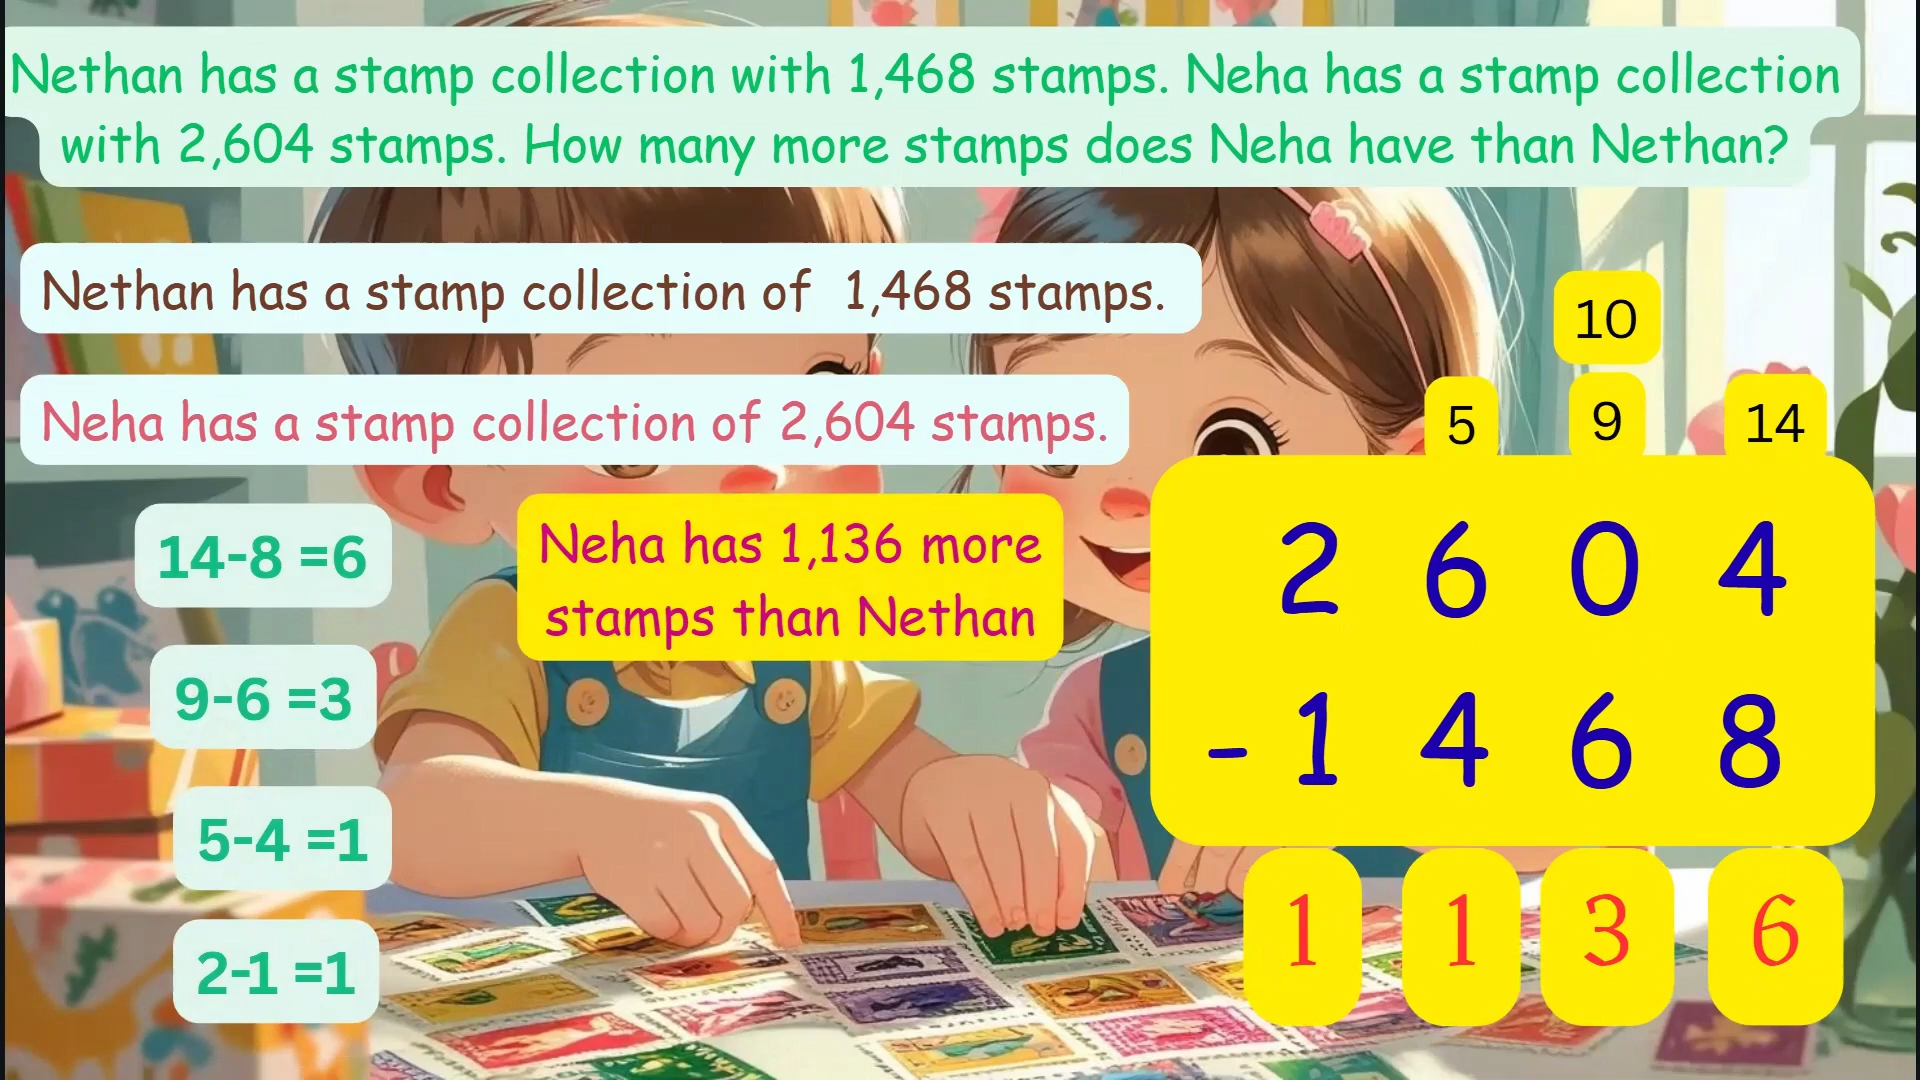 Nethan has a stamp collection with 1,468 stamps. Neha has a stamp collection
with 2,604 stamps. How many more stamps does Neha have than Nethan?
Nethan has a stamp collection of 1,468 stamps.
Neha has a stamp collection of 2,604 stamps.
14-8 =6
9-6 =3
5-4 =1
2-1 =1
Neha has 1,136 more
stamps than Nethan
10
5 9 14
2 6 0 4
- 1 4 6 8
1 1 3 6